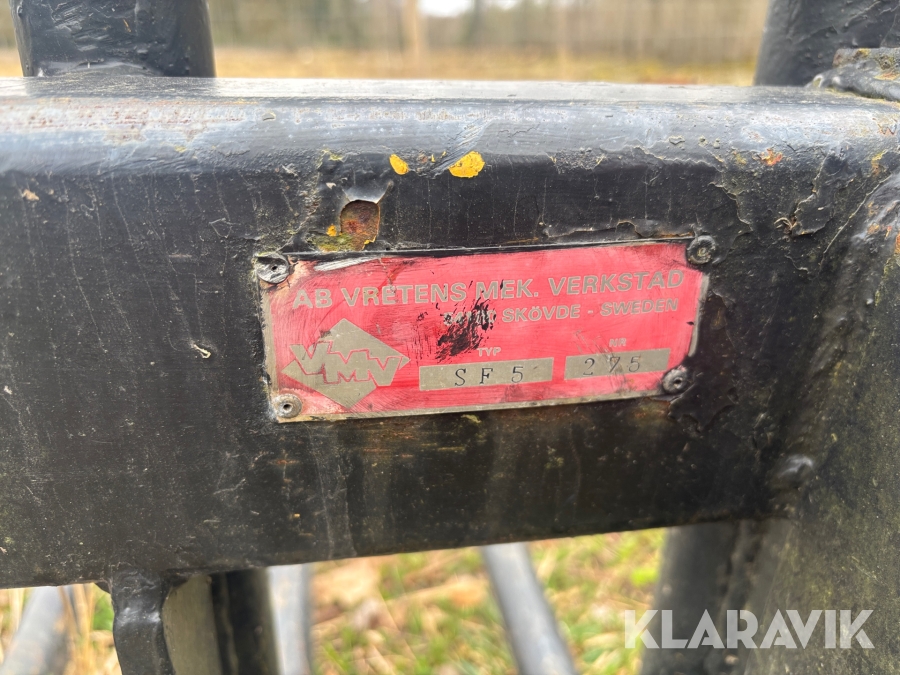 AB VRETENS MEK. VERKSTAD
SKÖVDE - SWEDEN
VMV
TYP
SF 5
NR
275
KLARAVIK